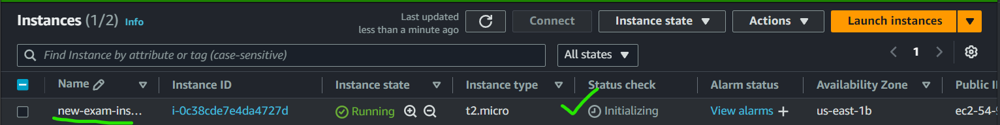 Instances (1/2) Info
Last updated
less than a minute ago
Connect
Instance state
Actions
Launch instances
Find Instance by attribute or tag (case-sensitive)
All states
1
Name Instance ID Instance state Instance type Status check Alarm status Availability Zone Public I
new-exam-ins... i-0c38cde7e4da4727d Running t2.micro Initializing View alarms + us-east-1b ec2-54-